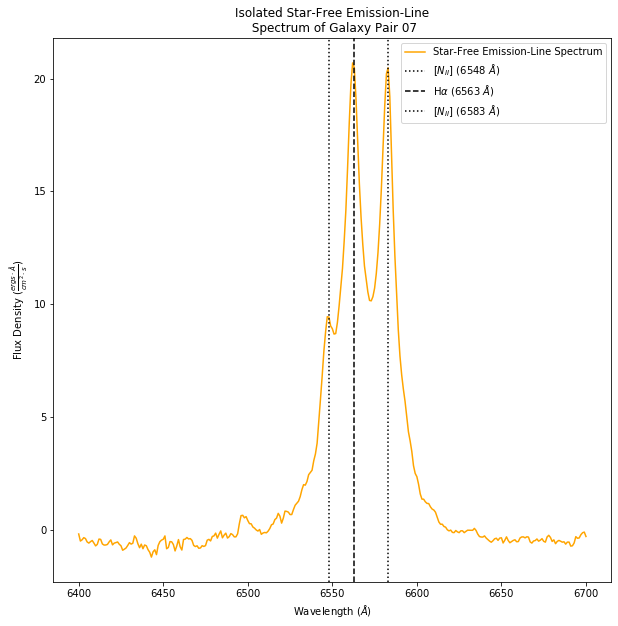 Isolated Star-Free Emission-Line
Spectrum of Galaxy Pair 07
Star-Free Emission-Line Spectrum
[N_II] (6548 Å)
Hα (6563 Å)
[N_II] (6583 Å)
20
15
10
5
0
Flux Density (ergs · Å / cm² · s)
6400 6450 6500 6550 6600 6650 6700
Wavelength (Å)